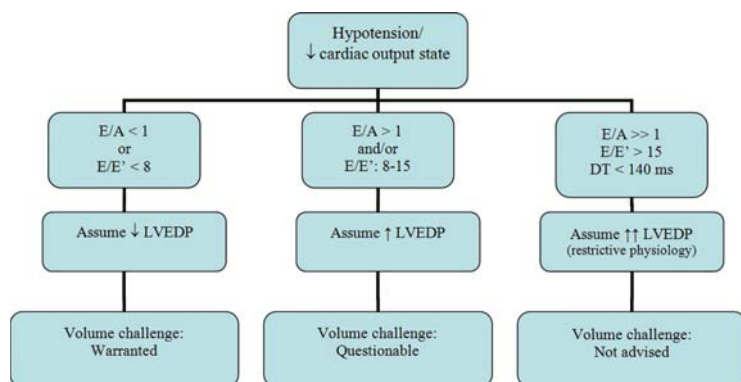 Hypotension/
↓ cardiac output state
E/A < 1
or
E/E' < 8
E/A > 1
and/or
E/E': 8-15
E/A >> 1
E/E' > 15
DT < 140 ms
Assume ↓ LVEDP
Assume ↑ LVEDP
Assume ↑↑ LVEDP
(restrictive physiology)
Volume challenge:
Warranted
Volume challenge:
Questionable
Volume challenge:
Not advised